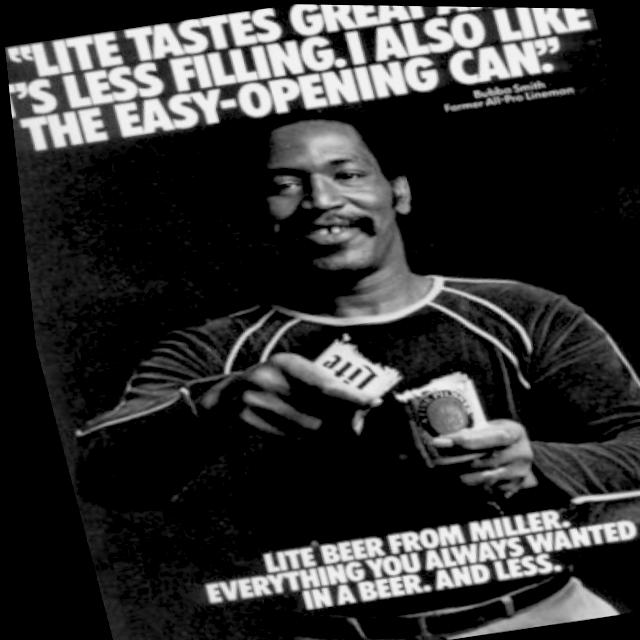 “LITE TASTES GREAT A
’S LESS FILLING. I ALSO LIKE
THE EASY-OPENING CAN.”
Bubba Smith
Former All-Pro Lineman
LITE
LITE BEER FROM MILLER.
EVERYTHING YOU ALWAYS WANTED
IN A BEER. AND LESS.